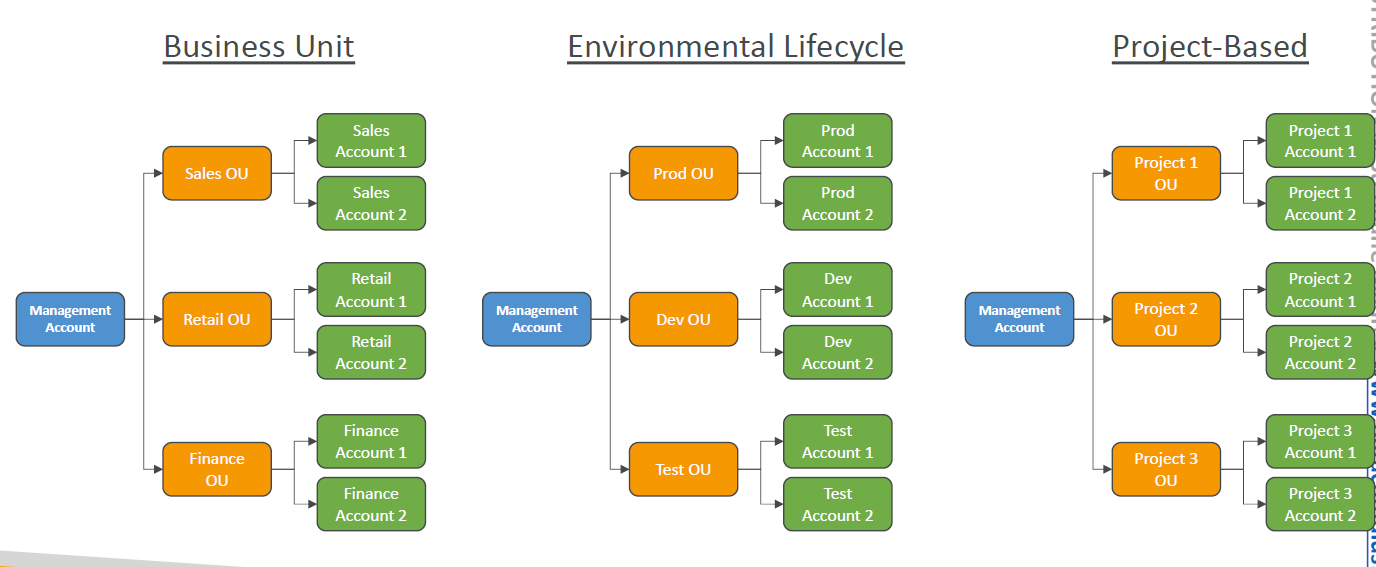 Business Unit
Environmental Lifecycle
Project-Based
Management
Account
Sales OU
Sales
Account 1
Sales
Account 2
Retail OU
Retail
Account 1
Retail
Account 2
Finance
OU
Finance
Account 1
Finance
Account 2
Management
Account
Prod OU
Prod
Account 1
Prod
Account 2
Dev OU
Dev
Account 1
Dev
Account 2
Test OU
Test
Account 1
Test
Account 2
Management
Account
Project 1
OU
Project 1
Account 1
Project 1
Account 2
Project 2
OU
Project 2
Account 1
Project 2
Account 2
Project 3
OU
Project 3
Account 1
Project 3
Account 2